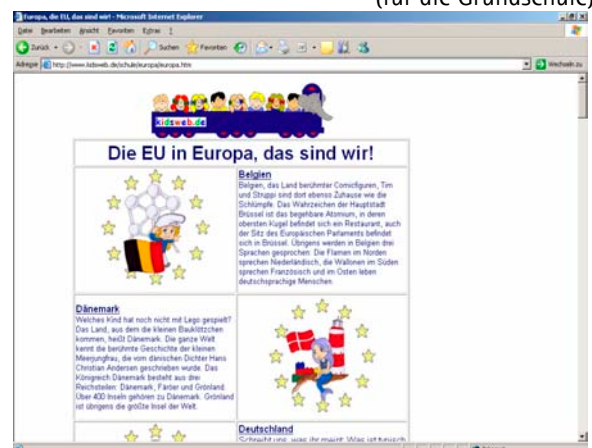 (für die Grundschule)
Europa, die EU, das sind wir! - Microsoft Internet Explorer
Datei Bearbeiten Ansicht Favoriten Extras ?
Zurück Suchen Favoriten
Adresse http://www.kidsweb.de/schule/europa/europa.htm Wechseln zu
kidsweb.de
Die EU in Europa, das sind wir!
Belgien
Belgien, das Land berühmter Comicfiguren, Tim
und Struppi sind dort ebenso Zuhause wie die
Schlümpfe. Das Wahrzeichen der Hauptstadt
Brüssel ist das begehbare Atomium, in deren
obersten Kugel befindet sich ein Restaurant, auch
der Sitz des Europäischen Parlaments befindet
sich in Brüssel. Übrigens werden in Belgien drei
Sprachen gesprochen: Die Flamen im Norden
sprechen Niederländisch, die Wallonen im Süden
sprechen Französisch und im Osten leben
deutschsprachige Menschen.
Dänemark
Welches Kind hat noch nicht mit Lego gespielt?
Das Land, aus dem die kleinen Bauklötzchen
kommen, heißt Dänemark. Die ganze Welt
kennt die berühmte Geschichte der kleinen
Meerjungfrau, die vom dänischen Dichter Hans
Christian Andersen geschrieben wurde. Das
Königreich Dänemark besteht aus drei
Reichsteilen: Dänemark, Färöer und Grönland.
Über 400 Inseln gehören zu Dänemark. Grönland
ist übrigens die größte Insel der Welt.
Deutschland
Schreibt uns, was ihr meint: Was ist typisch